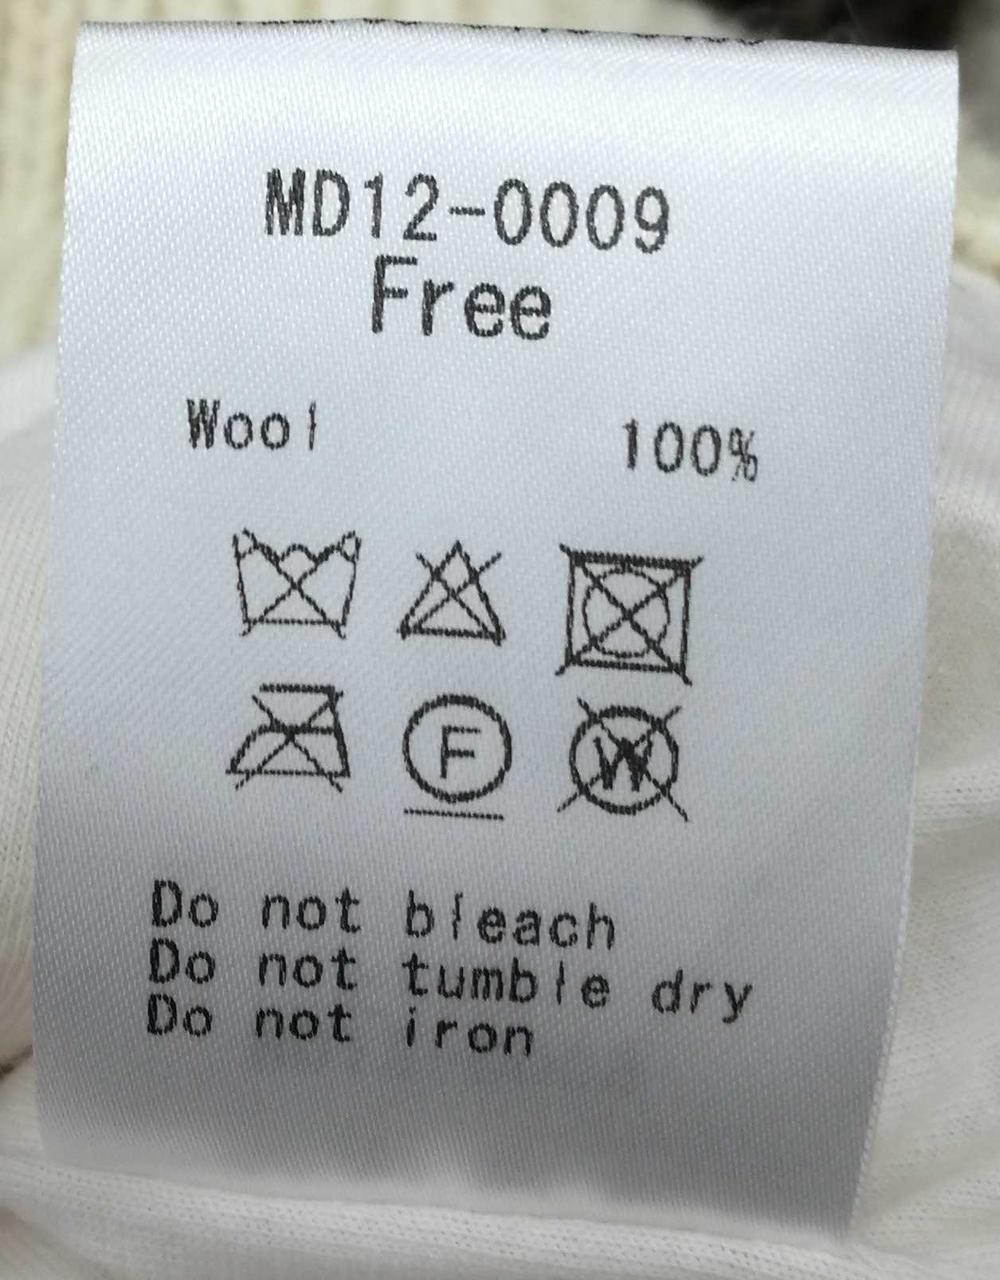 MD12-0009
Free
Wool 100%
F W
Do not bleach
Do not tumble dry
Do not iron